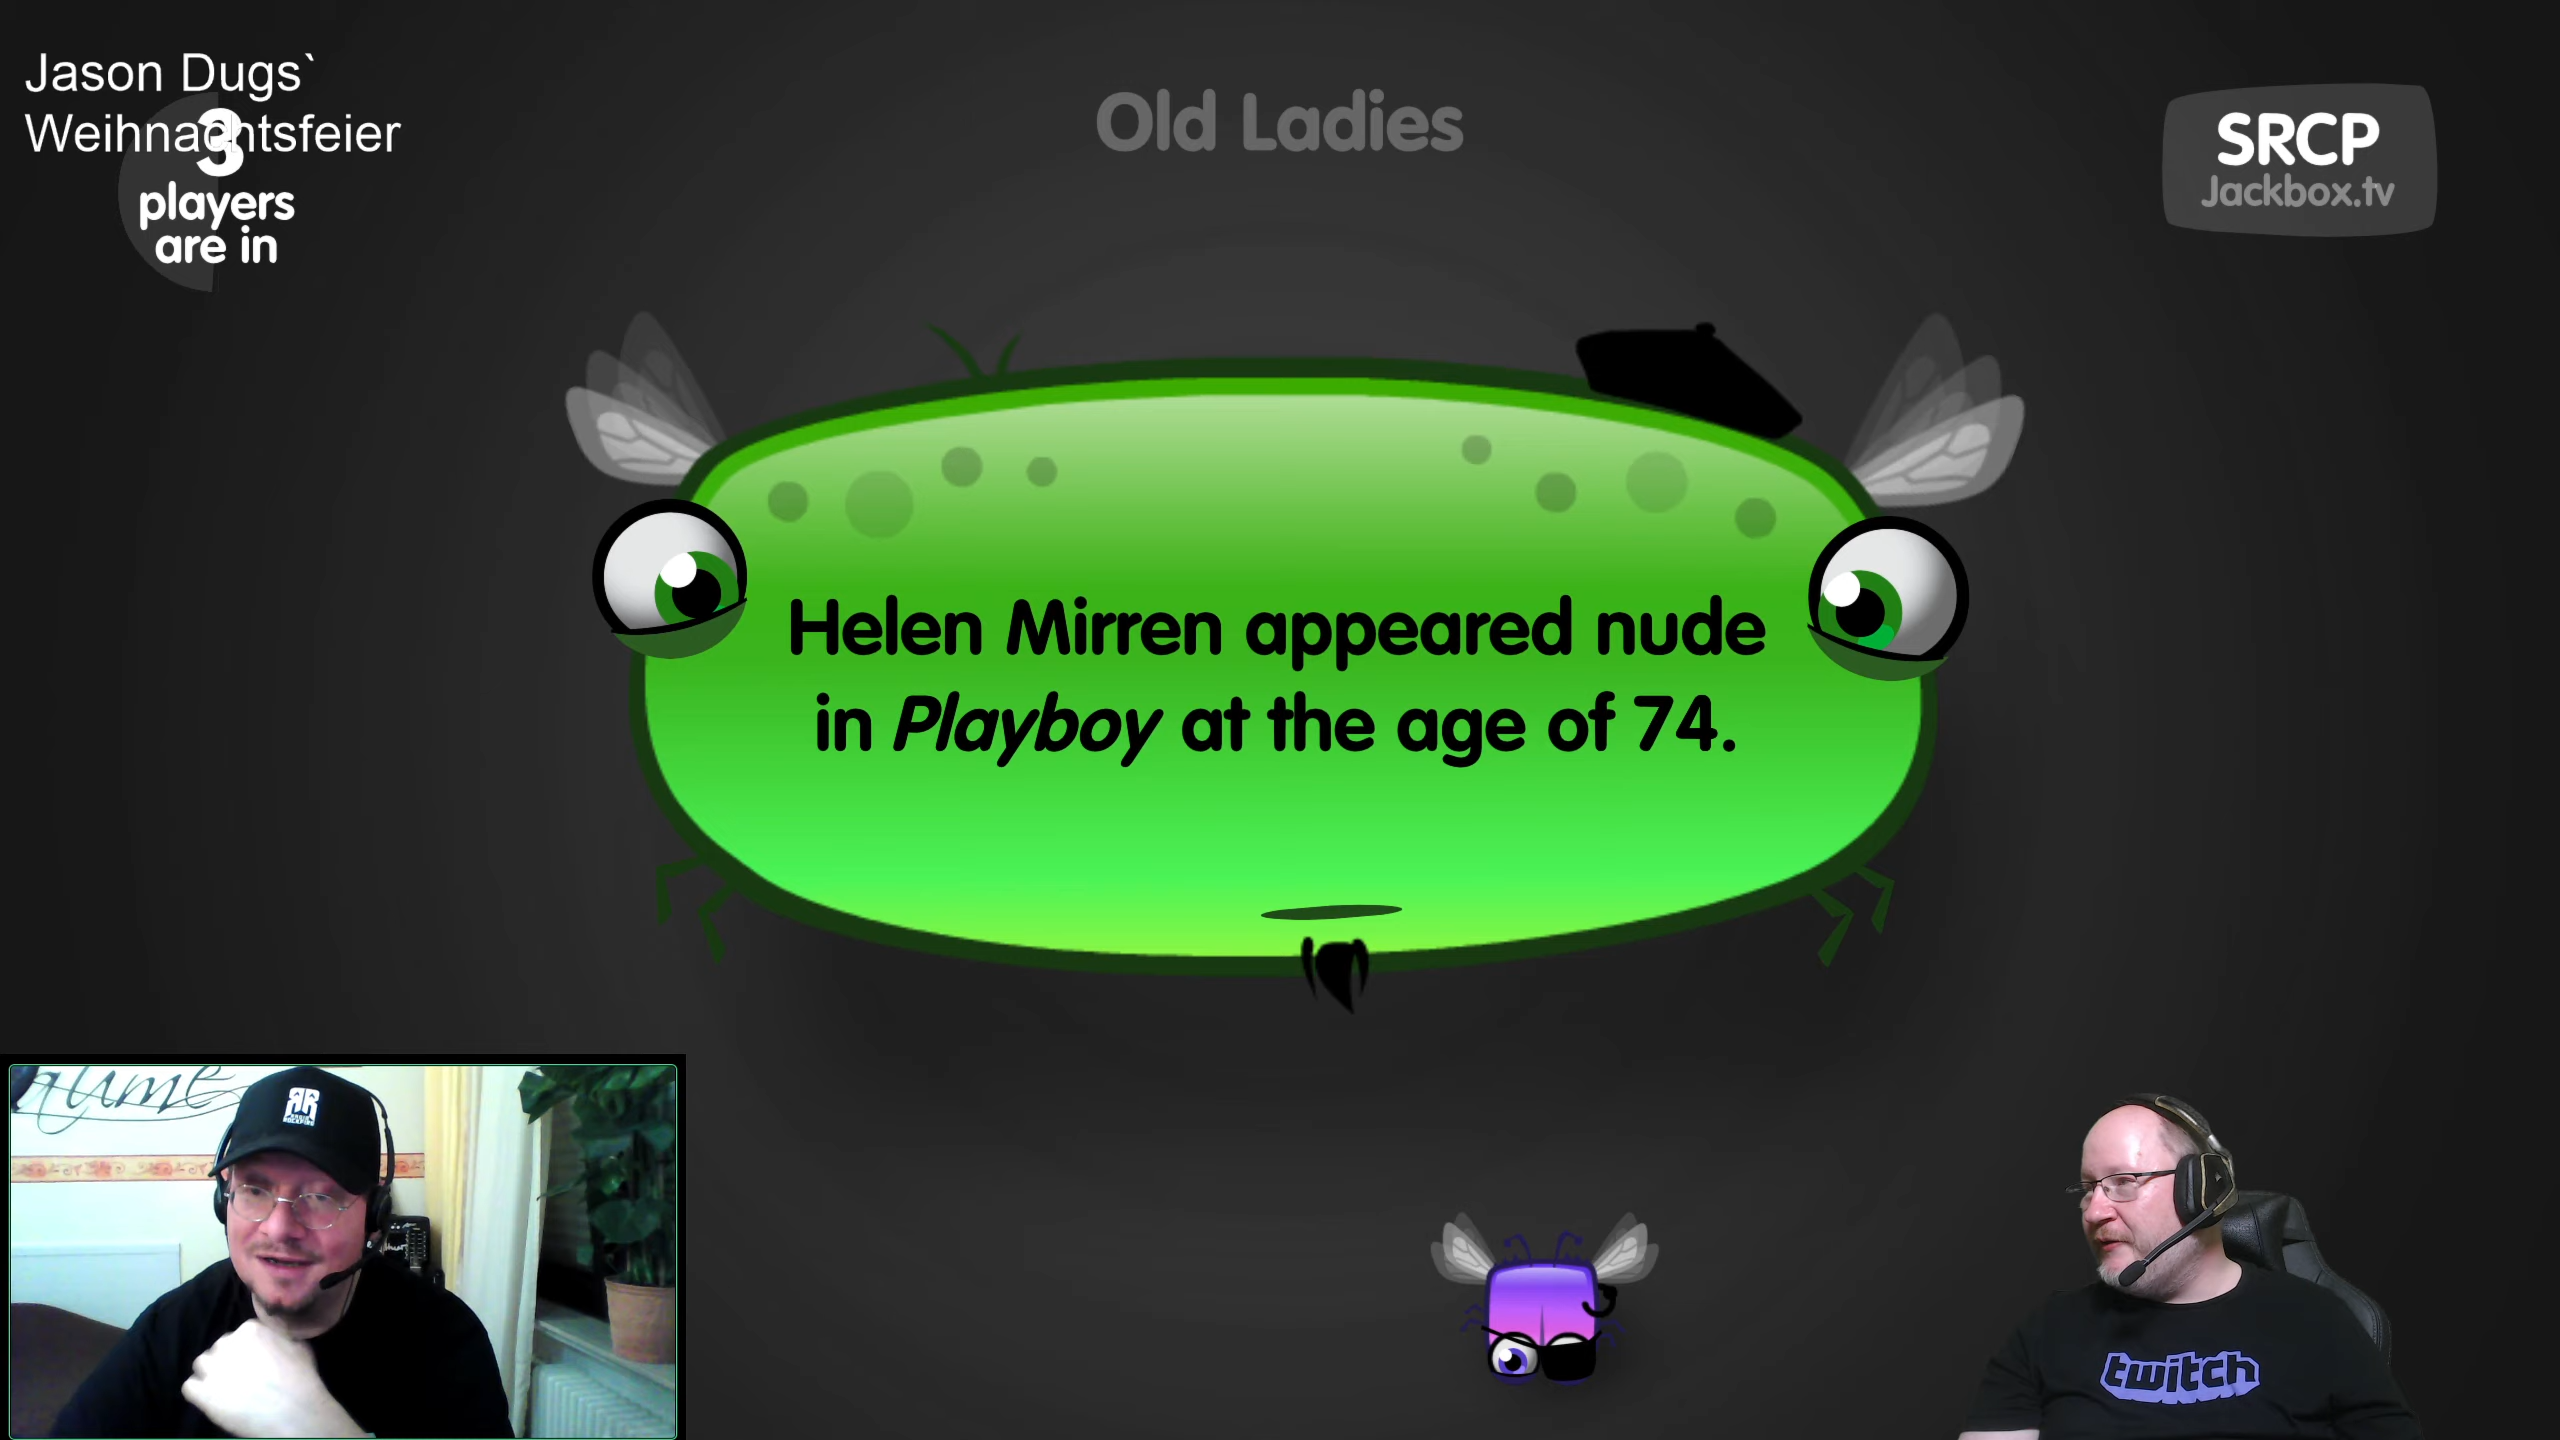 Jason Dugs`
Weihnachtsfeier
3
players
are in
Old Ladies
SRCP
Jackbox.tv
Helen Mirren appeared nude
in Playboy at the age of 74.
twitch